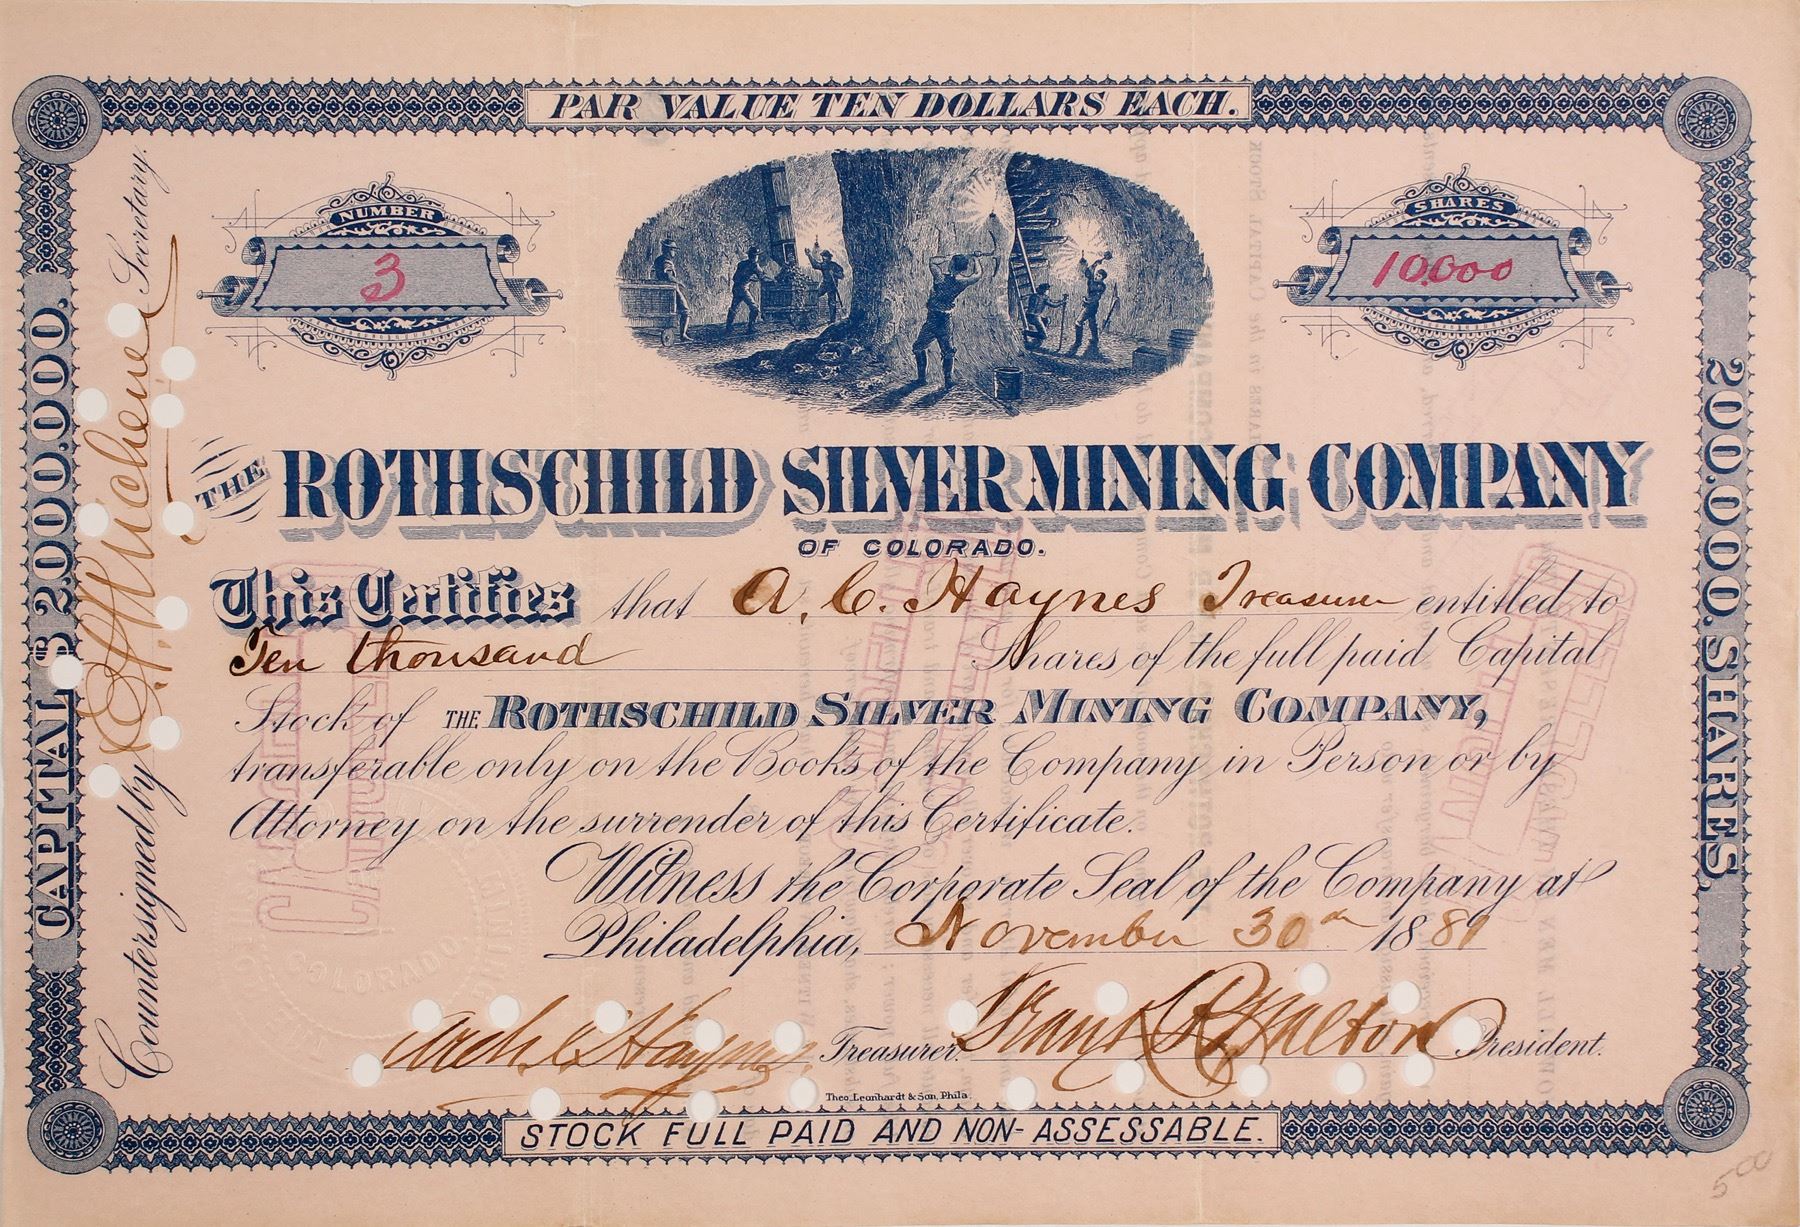 PAR VALUE TEN DOLLARS EACH.
NUMBER
3
SHARES
10,000
CAPITAL $2,000,000.
200,000. SHARES.
Countersigned by Secretary.
THE ROTHSCHILD SILVER MINING COMPANY
OF COLORADO.
This Certifies that A. C. Haynes Treasurer entitled to
Ten thousand Shares of the full paid Capital
Stock of THE ROTHSCHILD SILVER MINING COMPANY,
transferable only on the Books of the Company in Person or by
Attorney on the surrender of this Certificate.
Witness the Corporate Seal of the Company at
Philadelphia, November 30th 1881
Treasurer. President.
COLORADO
CANCELLED
Theo. Leonhardt & Son, Phila.
STOCK FULL PAID AND NON-ASSESSABLE.
500